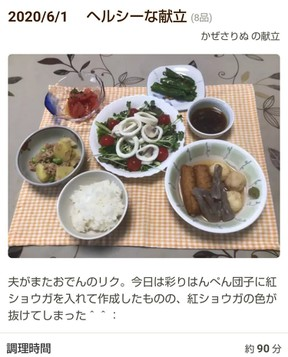 2020/6/1　ヘルシーな献立 (8品)
かぜさりぬ の献立
夫がまたおでんのリク。今日は彩りはんぺん団子に紅
ショウガを入れて作成したものの、紅ショウガの色が
抜けてしまった＾＾；
調理時間 約 90 分